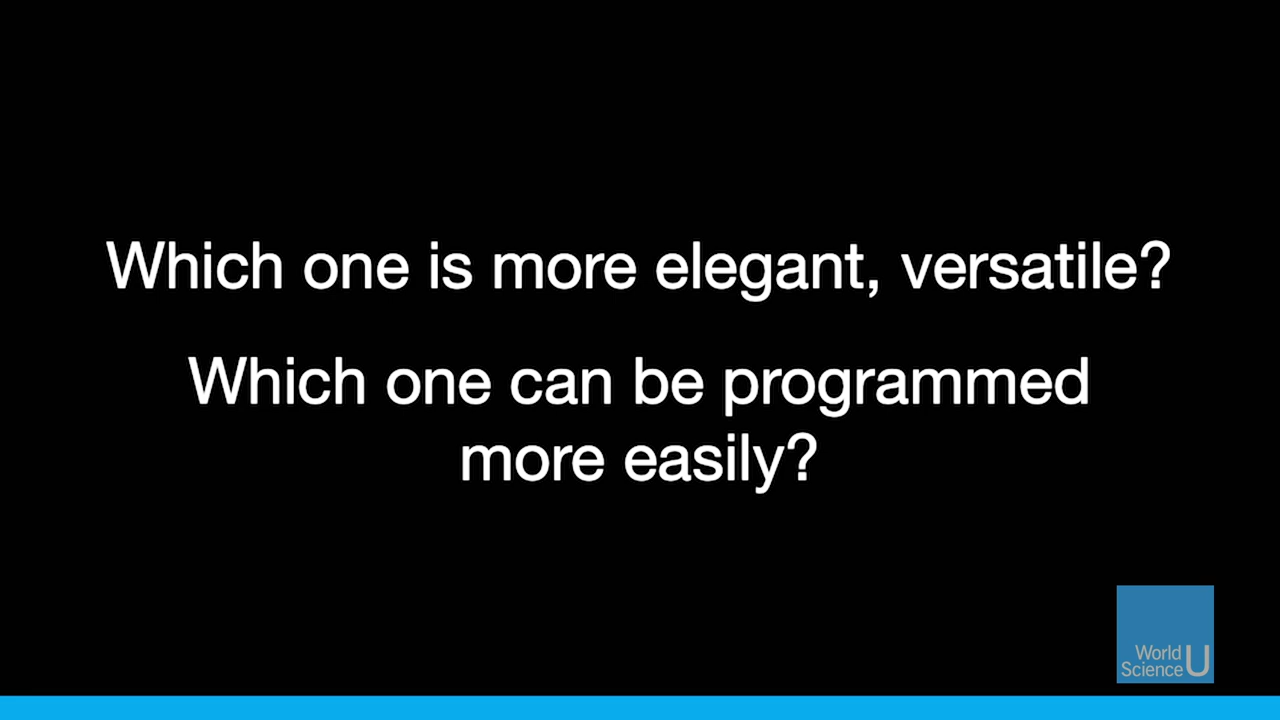 Which one is more elegant, versatile?
Which one can be programmed
more easily?
World
Science U